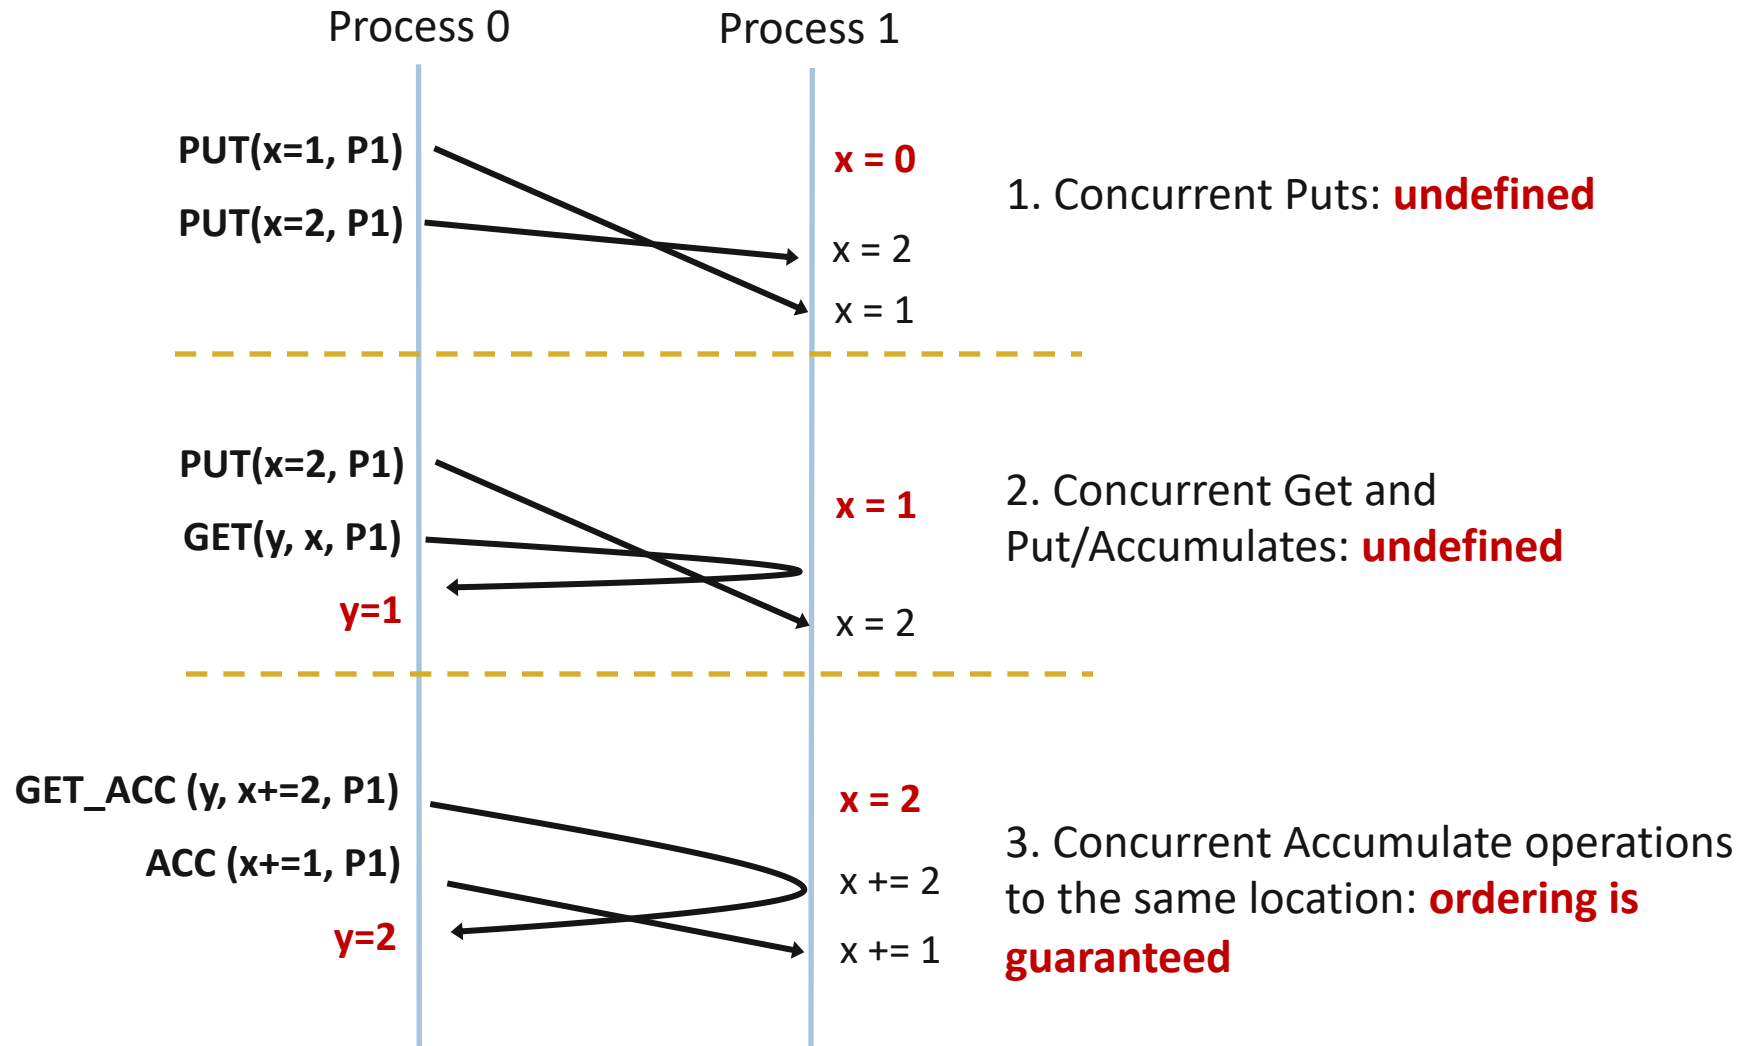 Process 0
Process 1
PUT(x=1, P1)
x = 0
PUT(x=2, P1)
x = 2
x = 1
1. Concurrent Puts: undefined
PUT(x=2, P1)
x = 1
GET(y, x, P1)
y=1
x = 2
2. Concurrent Get and
Put/Accumulates: undefined
GET_ACC (y, x+=2, P1)
x = 2
ACC (x+=1, P1)
x += 2
y=2
x += 1
3. Concurrent Accumulate operations
to the same location: ordering is
guaranteed